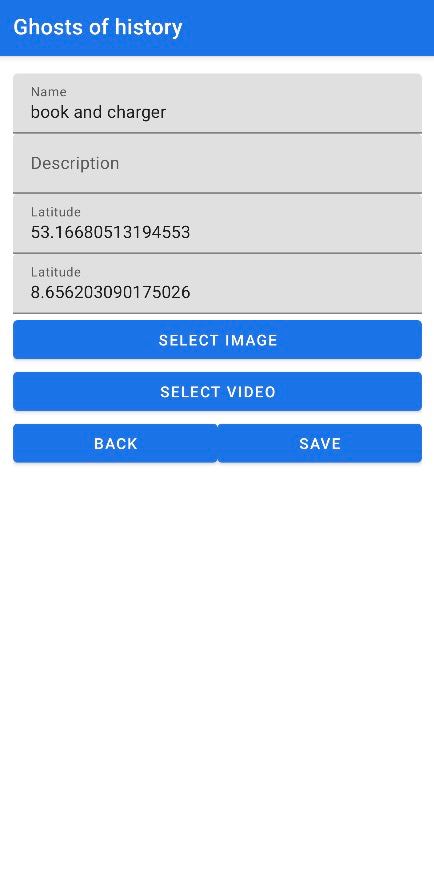 Ghosts of history
Name
book and charger
Description
Latitude
53.16680513194553
Latitude
8.656203090175026
SELECT IMAGE
SELECT VIDEO
BACK SAVE